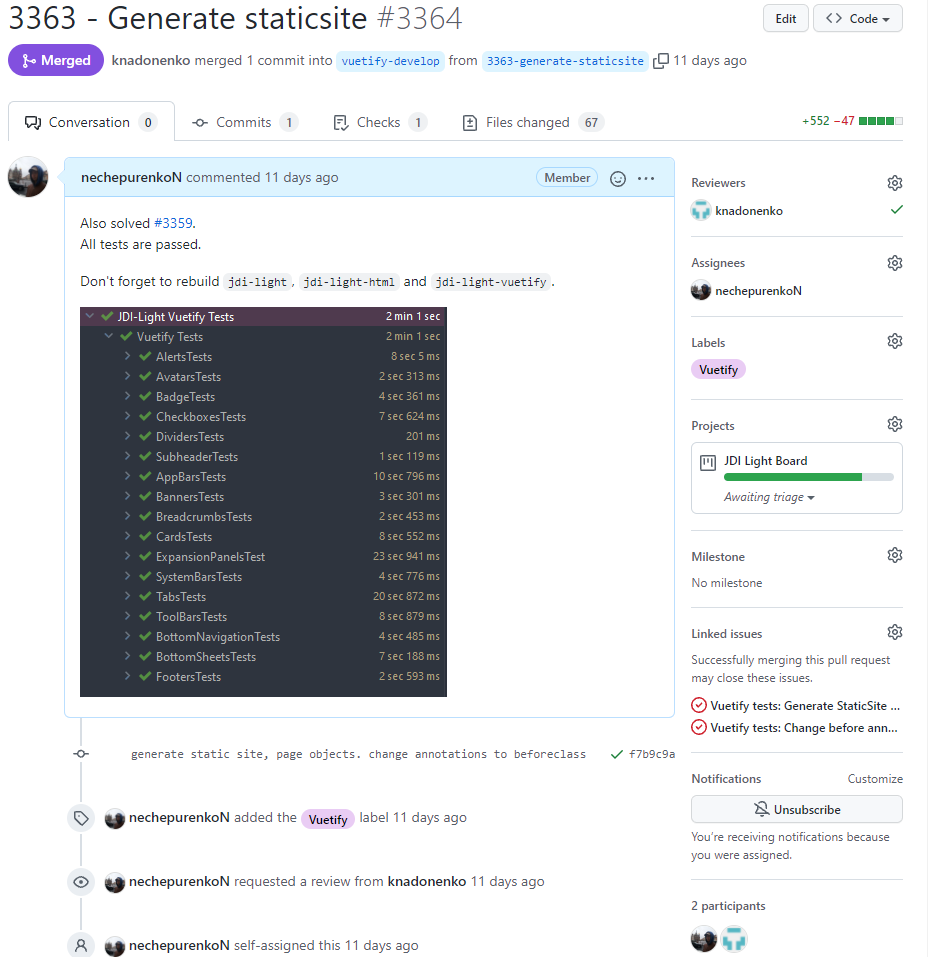 3363 - Generate staticsite #3364
Edit
<> Code
Merged
knadonenko merged 1 commit into vuetify-develop from 3363-generate-staticsite 11 days ago
Conversation 0
Commits 1
Checks 1
Files changed 67
+552 −47
nechepurenkoN commented 11 days ago
Member
Also solved #3359.
All tests are passed.
Don't forget to rebuild jdi-light, jdi-light-html and jdi-light-vuetify.
JDI-Light Vuetify Tests 2 min 1 sec
Vuetify Tests 2 min 1 sec
AlertsTests 8 sec 5 ms
AvatarsTests 2 sec 313 ms
BadgeTests 4 sec 361 ms
CheckboxesTests 7 sec 624 ms
DividersTests 201 ms
SubheaderTests 1 sec 119 ms
AppBarsTests 10 sec 796 ms
BannersTests 3 sec 301 ms
BreadcrumbsTests 2 sec 453 ms
CardsTests 8 sec 552 ms
ExpansionPanelsTest 23 sec 941 ms
SystemBarsTests 4 sec 776 ms
TabsTests 20 sec 872 ms
ToolBarsTests 8 sec 879 ms
BottomNavigationTests 4 sec 485 ms
BottomSheetsTests 7 sec 188 ms
FootersTests 2 sec 593 ms
generate static site, page objects. change annotations to beforeclass f7b9c9a
nechepurenkoN added the Vuetify label 11 days ago
nechepurenkoN requested a review from knadonenko 11 days ago
nechepurenkoN self-assigned this 11 days ago
Reviewers
knadonenko
Assignees
nechepurenkoN
Labels
Vuetify
Projects
JDI Light Board
Awaiting triage
Milestone
No milestone
Linked issues
Successfully merging this pull request
may close these issues.
Vuetify tests: Generate StaticSite ...
Vuetify tests: Change before ann...
Notifications
Customize
Unsubscribe
You're receiving notifications because
you were assigned.
2 participants